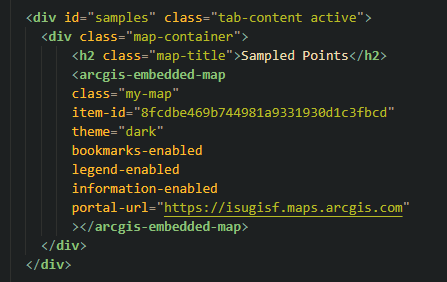 <div id="samples" class="tab-content active">
<div class="map-container">
<h2 class="map-title">Sampled Points</h2>
<arcgis-embedded-map
class="my-map"
item-id="8fcdbe469b744981a9331930d1c3fbcd"
theme="dark"
bookmarks-enabled
legend-enabled
information-enabled
portal-url="https://isugisf.maps.arcgis.com"
></arcgis-embedded-map>
</div>
</div>